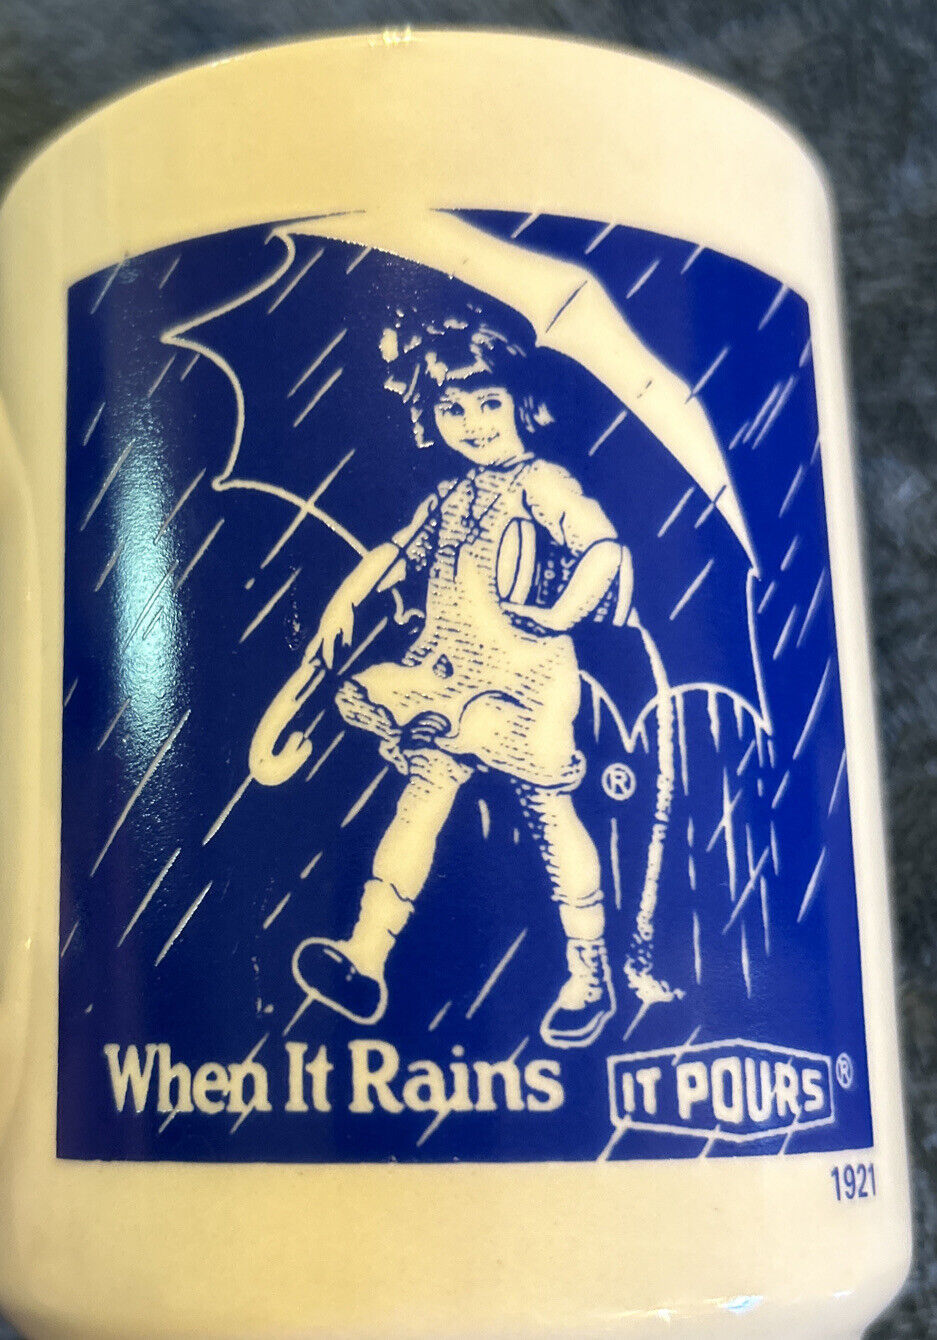 ®
When It Rains IT POURS ®
1921